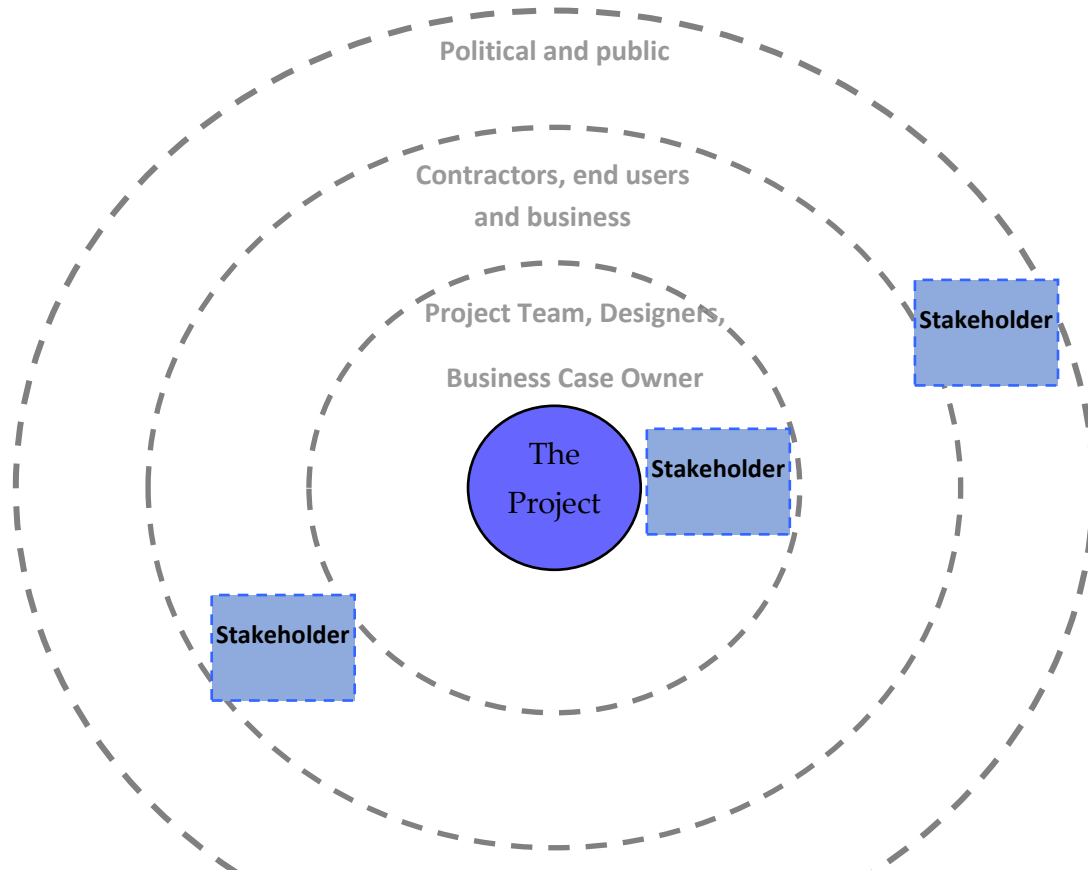 Political and public
Contractors, end users
and business
Project Team, Designers,
Business Case Owner
Stakeholder
The
Project
Stakeholder
Stakeholder